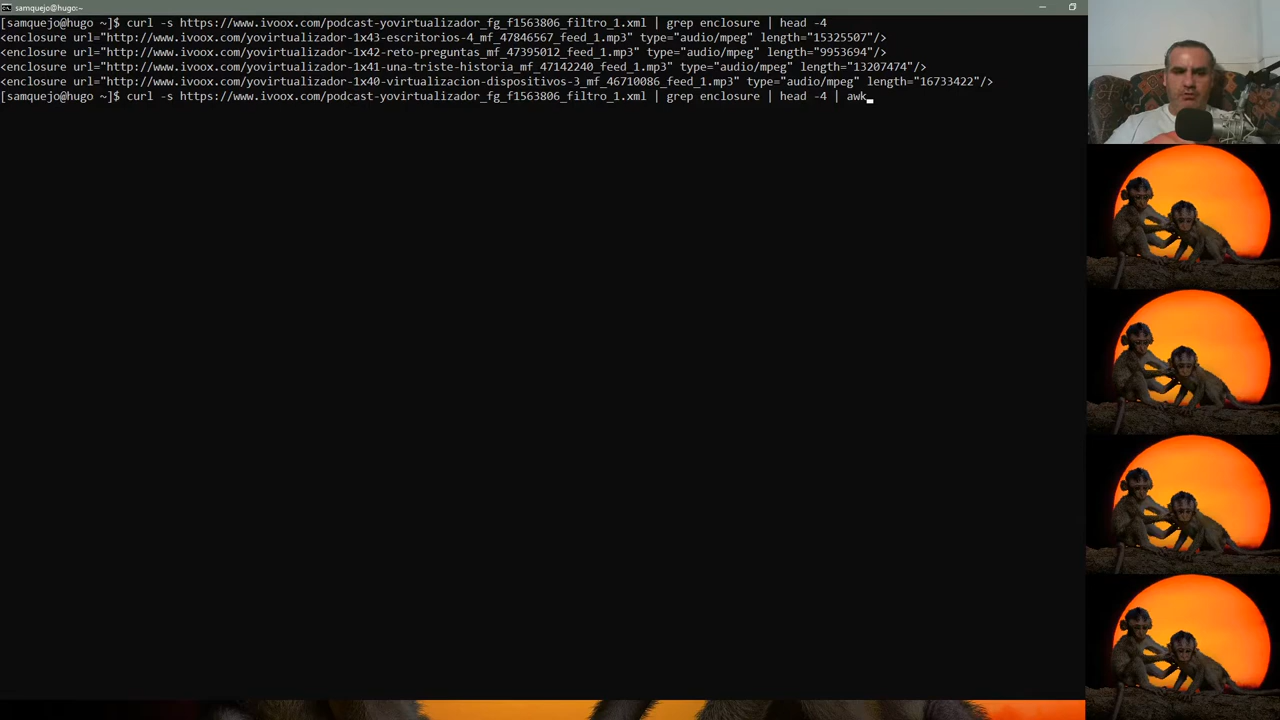 samquejo@hugo:~
[samquejo@hugo ~]$ curl -s https://www.ivoox.com/podcast-yovirtualizador_fg_f1563806_filtro_1.xml | grep enclosure | head -4
<enclosure url="http://www.ivoox.com/yovirtualizador-1x43-escritorios-4_mf_47846567_feed_1.mp3" type="audio/mpeg" length="15325507"/>
<enclosure url="http://www.ivoox.com/yovirtualizador-1x42-reto-preguntas_mf_47395012_feed_1.mp3" type="audio/mpeg" length="9953694"/>
<enclosure url="http://www.ivoox.com/yovirtualizador-1x41-una-triste-historia_mf_47142240_feed_1.mp3" type="audio/mpeg" length="13207474"/>
<enclosure url="http://www.ivoox.com/yovirtualizador-1x40-virtualizacion-dispositivos-3_mf_46710086_feed_1.mp3" type="audio/mpeg" length="16733422"/>
[samquejo@hugo ~]$ curl -s https://www.ivoox.com/podcast-yovirtualizador_fg_f1563806_filtro_1.xml | grep enclosure | head -4 | awk